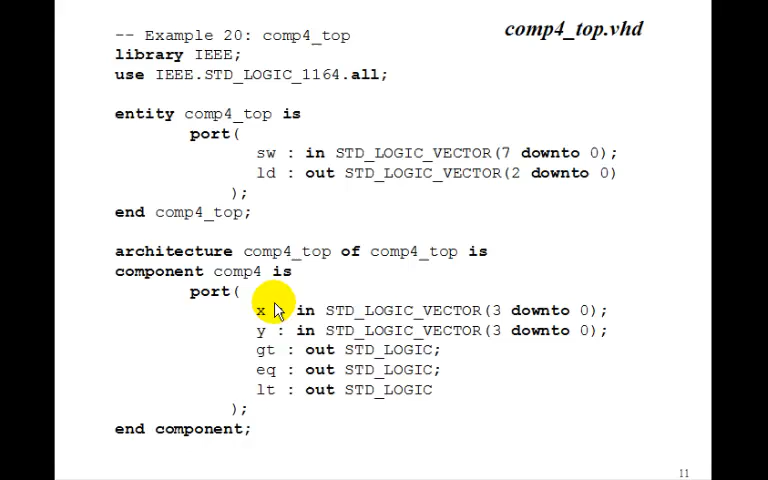 comp4_top.vhd
-- Example 20: comp4_top
library IEEE;
use IEEE.STD_LOGIC_1164.all;
entity comp4_top is
port(
sw : in STD_LOGIC_VECTOR(7 downto 0);
ld : out STD_LOGIC_VECTOR(2 downto 0)
);
end comp4_top;
architecture comp4_top of comp4_top is
component comp4 is
port(
x : in STD_LOGIC_VECTOR(3 downto 0);
y : in STD_LOGIC_VECTOR(3 downto 0);
gt : out STD_LOGIC;
eq : out STD_LOGIC;
lt : out STD_LOGIC
);
end component;
11